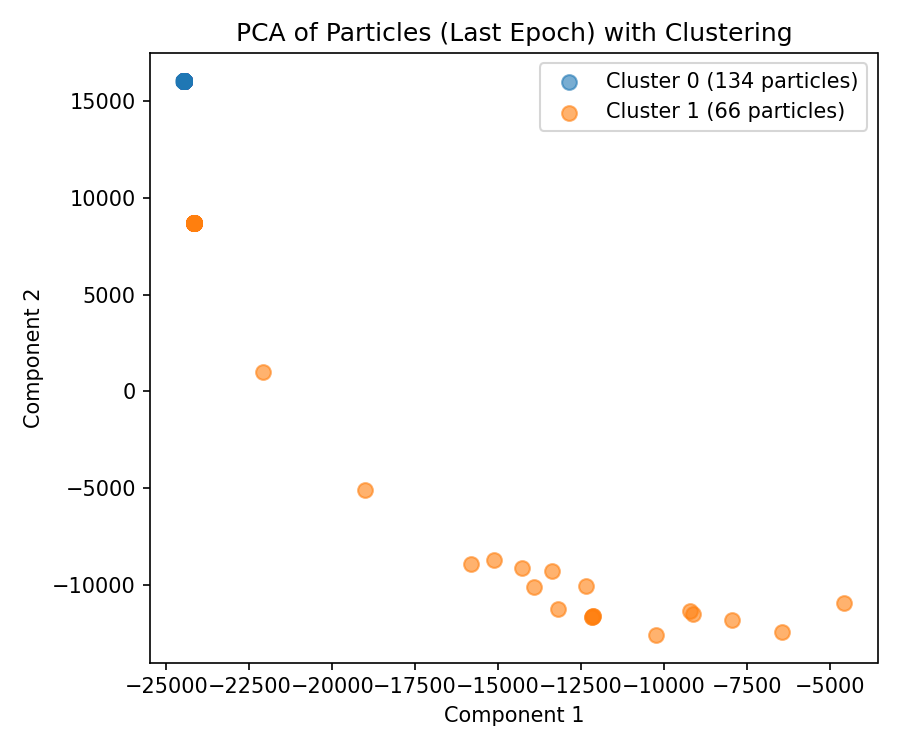 PCA of Particles (Last Epoch) with Clustering
Cluster 0 (134 particles)
Cluster 1 (66 particles)
15000
10000
5000
0
−5000
−10000
Component 2
−25000 −22500 −20000 −17500 −15000 −12500 −10000 −7500 −5000
Component 1